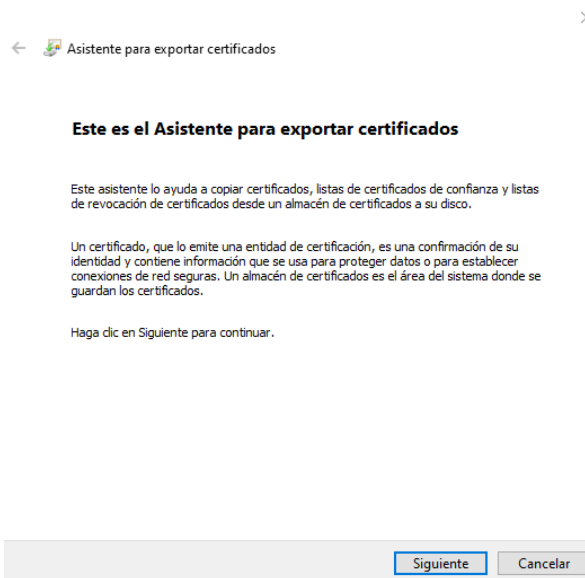 Asistente para exportar certificados
Este es el Asistente para exportar certificados
Este asistente lo ayuda a copiar certificados, listas de certificados de confianza y listas
de revocación de certificados desde un almacén de certificados a su disco.
Un certificado, que lo emite una entidad de certificación, es una confirmación de su
identidad y contiene información que se usa para proteger datos o para establecer
conexiones de red seguras. Un almacén de certificados es el área del sistema donde se
guardan los certificados.
Haga clic en Siguiente para continuar.
Siguiente
Cancelar